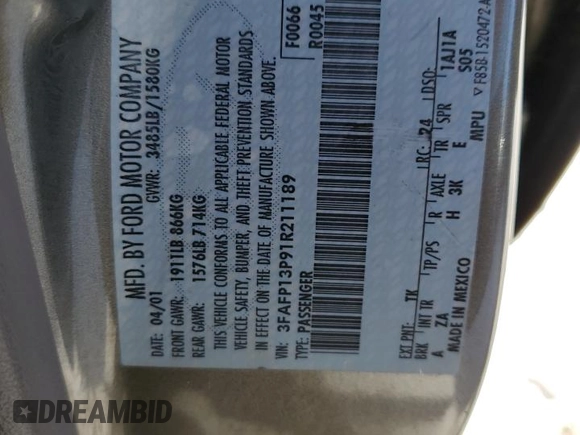 MFD. BY FORD MOTOR COMPANY
DATE: 04/01 GVWR: 3485LB/1580KG
FRONT GAWR: 1911LB 866KG
REAR GAWR: 1576LB 714KG
THIS VEHICLE CONFORMS TO ALL APPLICABLE FEDERAL MOTOR
VEHICLE SAFETY, BUMPER, AND THEFT PREVENTION STANDARDS
IN EFFECT ON THE DATE OF MANUFACTURE SHOWN ABOVE.
VIN: 3FAFP13P91R211189
TYPE: PASSENGER
F0066
R0045
EXT PNT: TK RC: 24 DSO:
BRK INT TR TP/PS R AXLE TR SPR 1AJ1A
A ZA H 3K E S05
MADE IN MEXICO MPU
F85B-1520472-A
DREAMBID